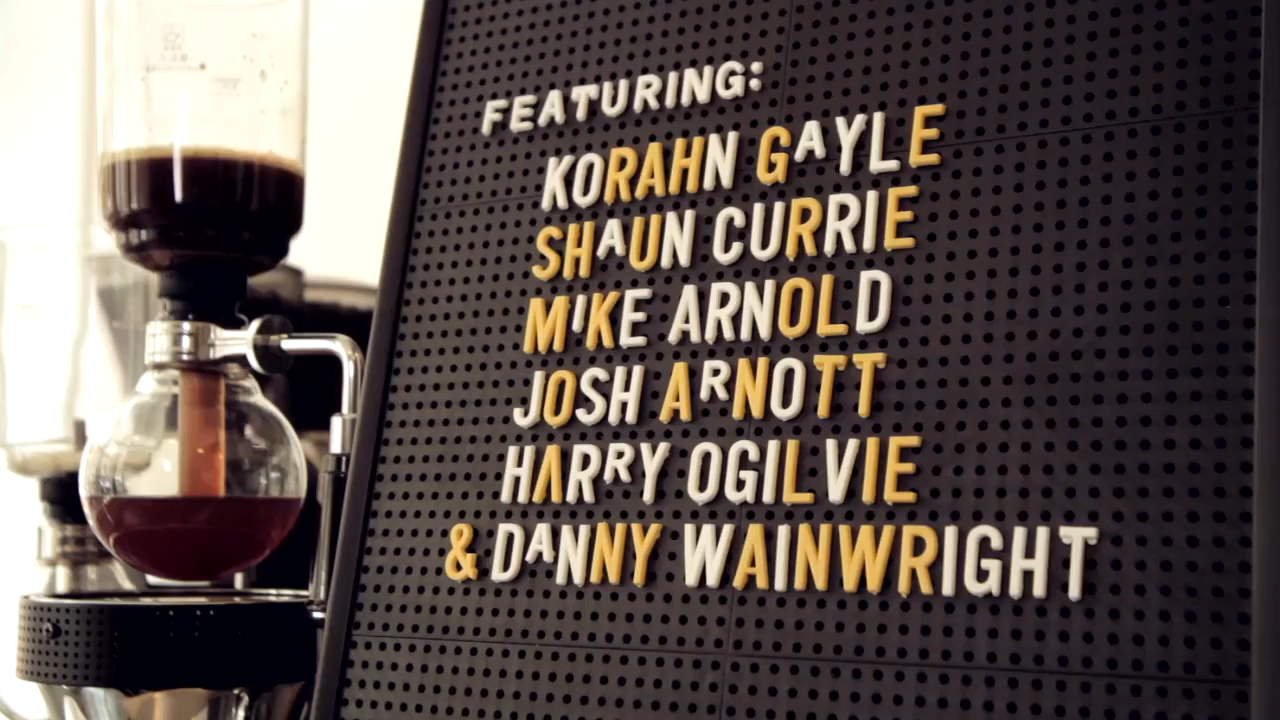 FEATURING:
KORAHN GAYLE
SHAUN CURRIE
MIKE ARNOLD
JOSH ARNOTT
HARRY OGILVIE
& DANNY WAINWRIGHT